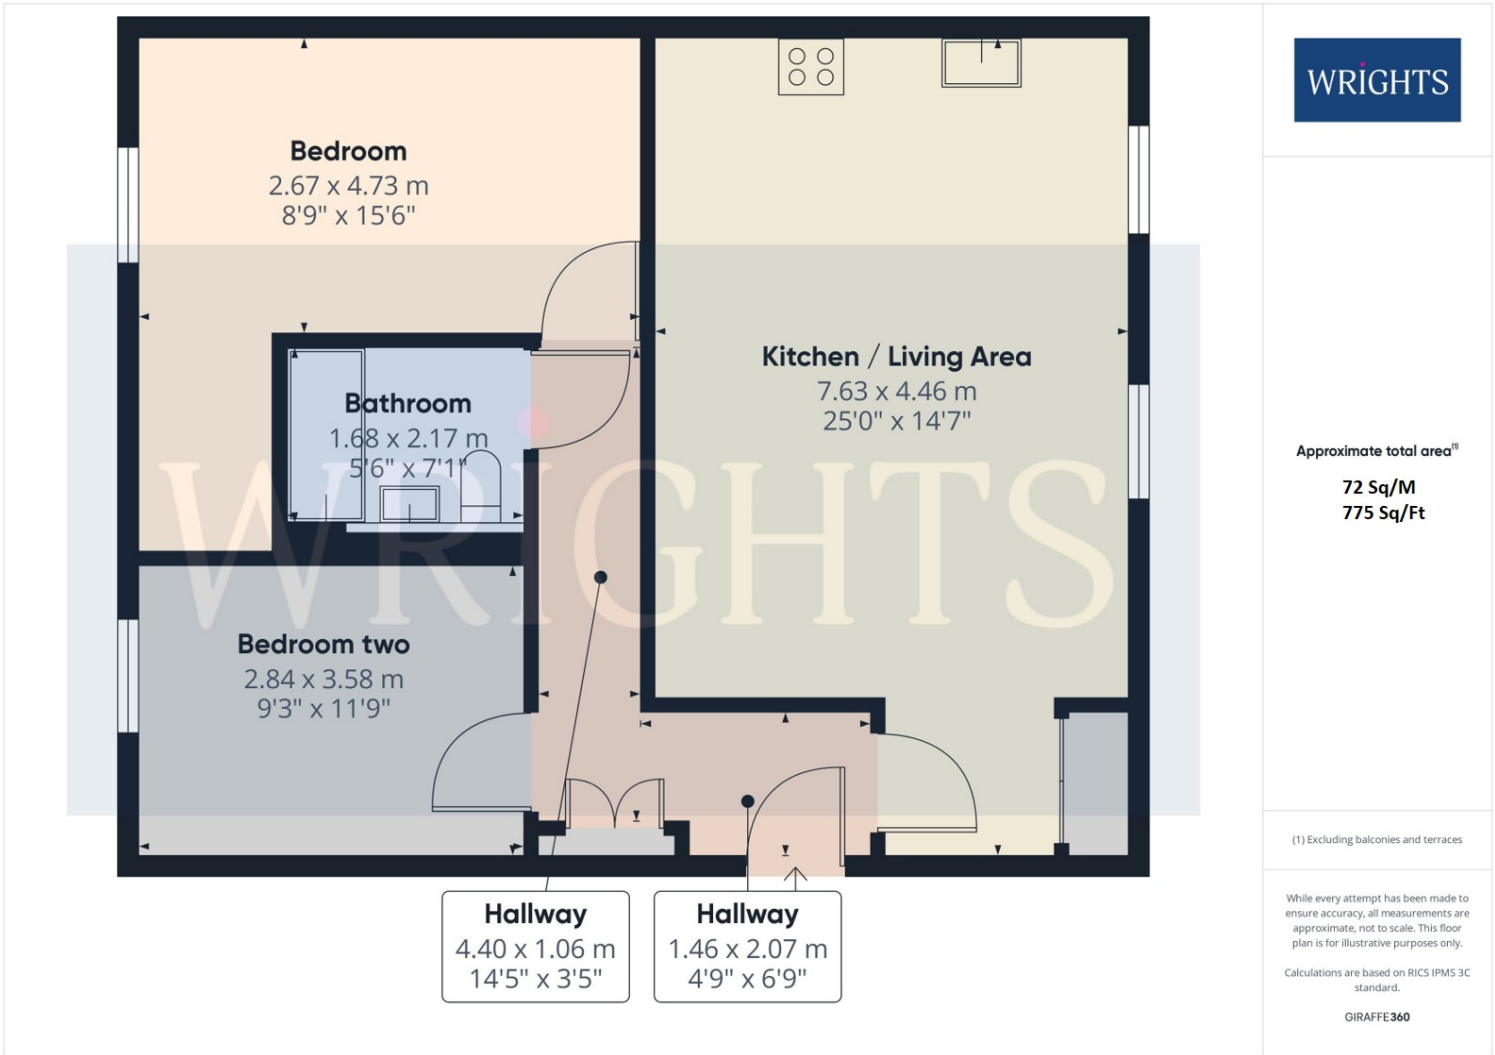 Bedroom
2.67 x 4.73 m
8'9" x 15'6"
Kitchen / Living Area
7.63 x 4.46 m
25'0" x 14'7"
Bathroom
1.68 x 2.17 m
5'6" x 7'1"
WRIGHTS
Bedroom two
2.84 x 3.58 m
9'3" x 11'9"
Hallway
4.40 x 1.06 m
14'5" x 3'5"
Hallway
1.46 x 2.07 m
4'9" x 6'9"
WRIGHTS
Approximate total area(1)
72 Sq/M
775 Sq/Ft
(1) Excluding balconies and terraces
While every attempt has been made to
ensure accuracy, all measurements are
approximate, not to scale. This floor
plan is for illustrative purposes only.
Calculations are based on RICS IPMS 3C
standard.
GIRAFFE360